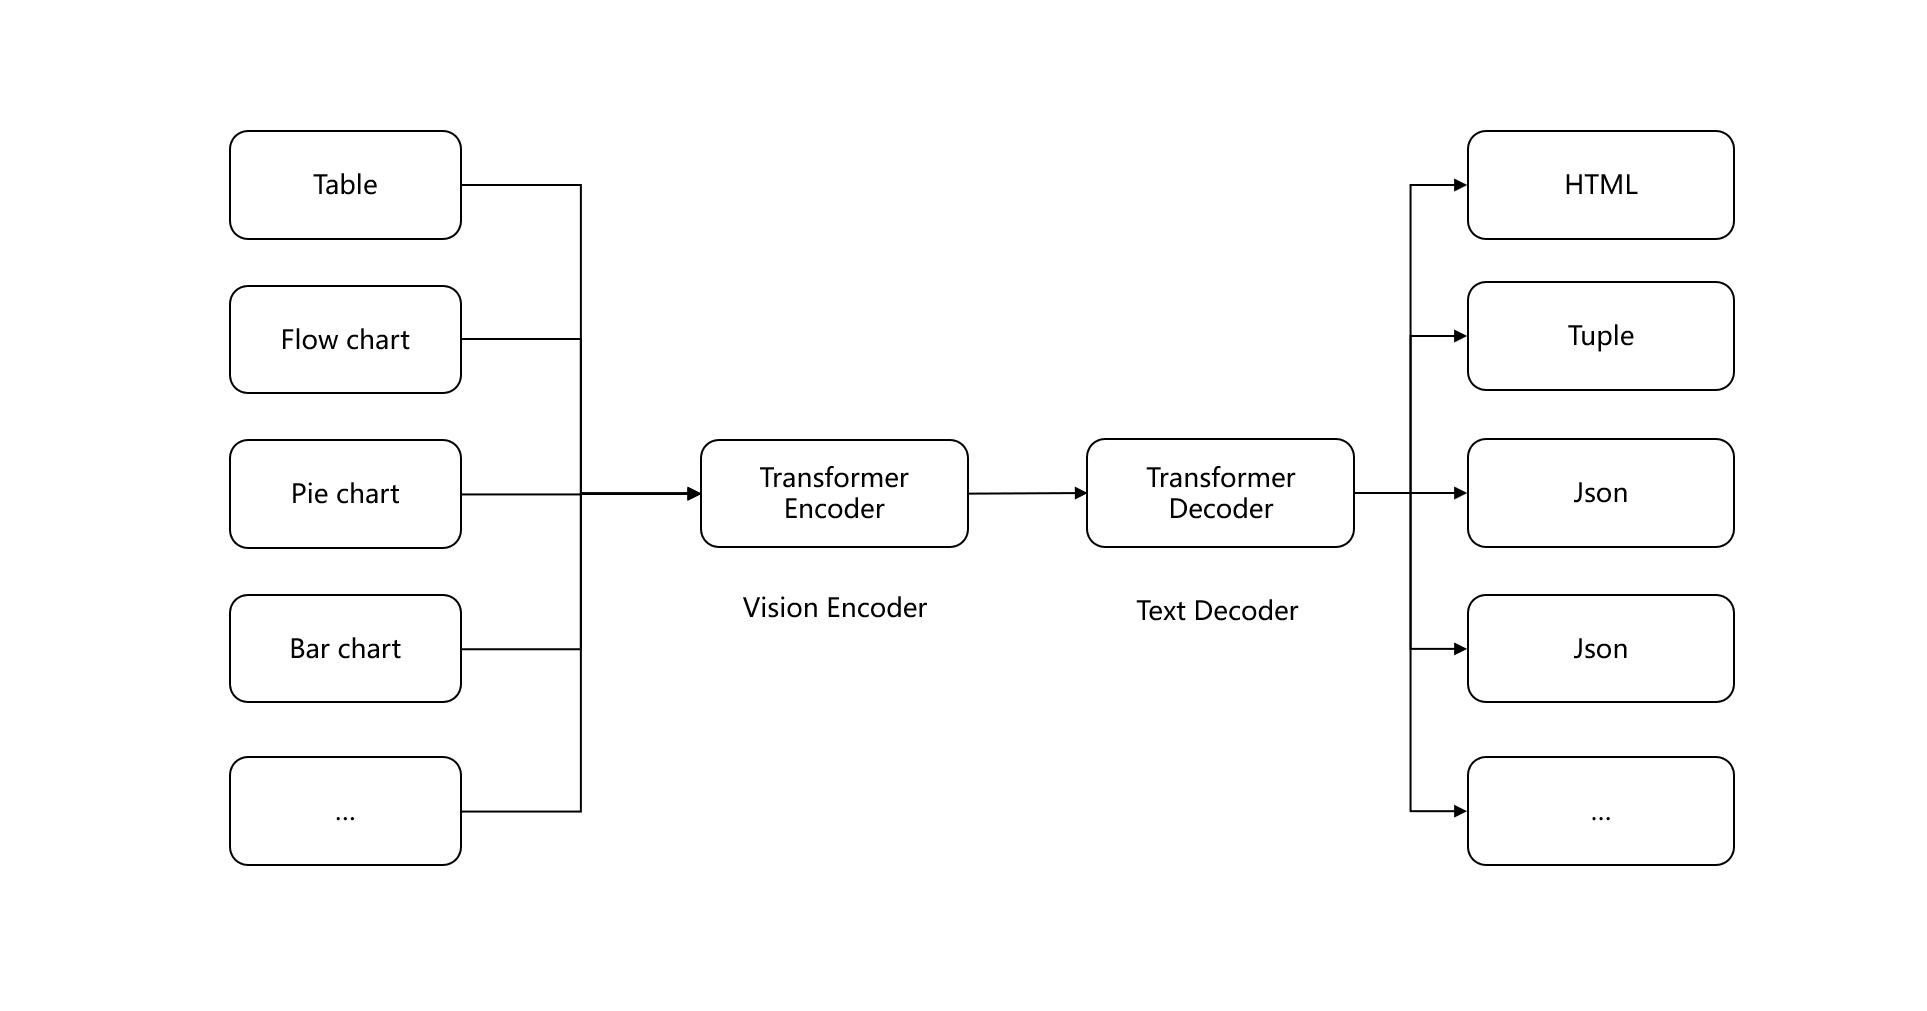 Table
Flow chart
Pie chart
Bar chart
...
Transformer
Encoder
Vision Encoder
Transformer
Decoder
Text Decoder
HTML
Tuple
Json
Json
...